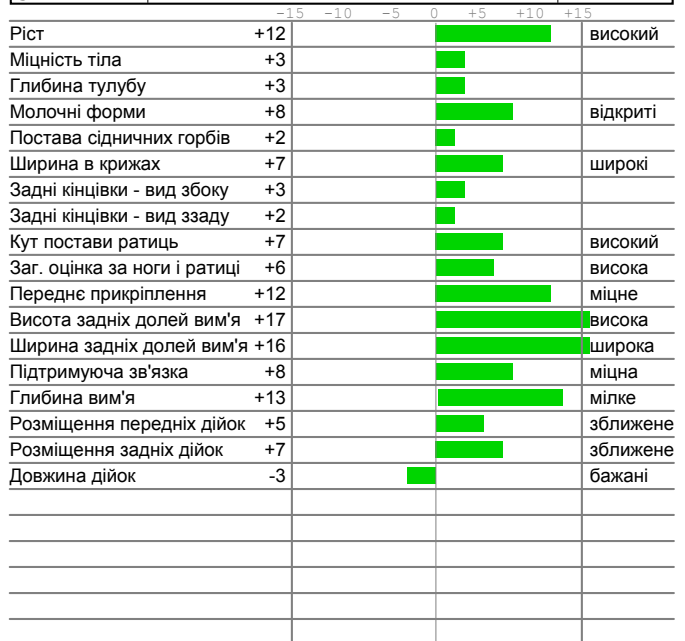 -15 -10 -5 0 +5 +10 +15
Ріст +12 високий
Міцність тіла +3
Глибина тулубу +3
Молочні форми +8 відкриті
Постава сідничних горбів +2
Ширина в крижах +7 широкі
Задні кінцівки - вид збоку +3
Задні кінцівки - вид ззаду +2
Кут постави ратиць +7 високий
Заг. оцінка за ноги і ратиці +6 висока
Переднє прикріплення +12 міцне
Висота задніх долей вим'я +17 висока
Ширина задніх долей вим'я +16 широка
Підтримуюча зв'язка +8 міцна
Глибина вим'я +13 мілке
Розміщення передніх дійок +5 зближене
Розміщення задніх дійок +7 зближене
Довжина дійок -3 бажані